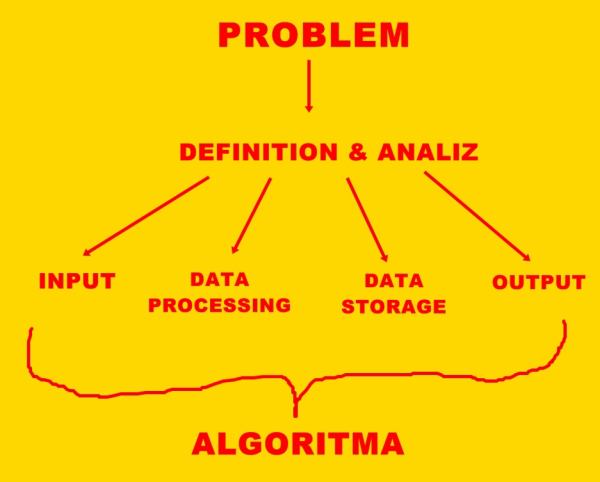 PROBLEM
DEFINITION & ANALIZ
INPUT
DATA
PROCESSING
DATA
STORAGE
OUTPUT
ALGORITMA